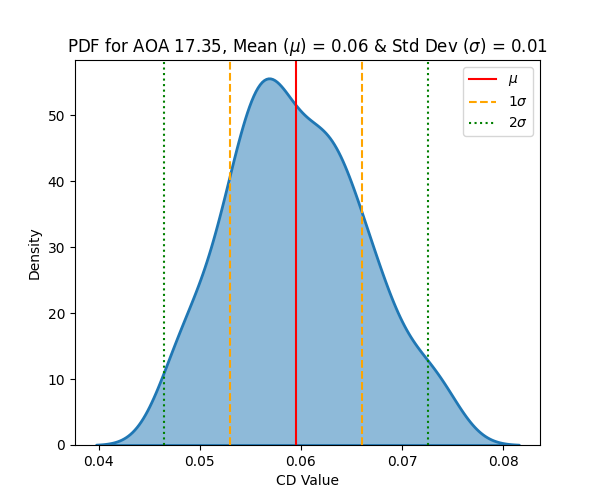 PDF for AOA 17.35, Mean (μ) = 0.06 & Std Dev (σ) = 0.01
μ
1σ
2σ
50
40
30
20
10
0
Density
0.04 0.05 0.06 0.07 0.08
CD Value